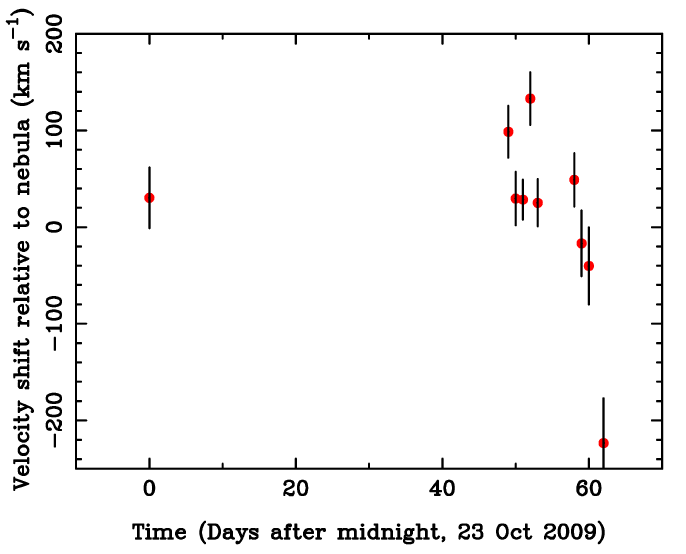 Velocity shift relative to nebula (km s⁻¹)
200
100
0
−100
−200
0 20 40 60
Time (Days after midnight, 23 Oct 2009)